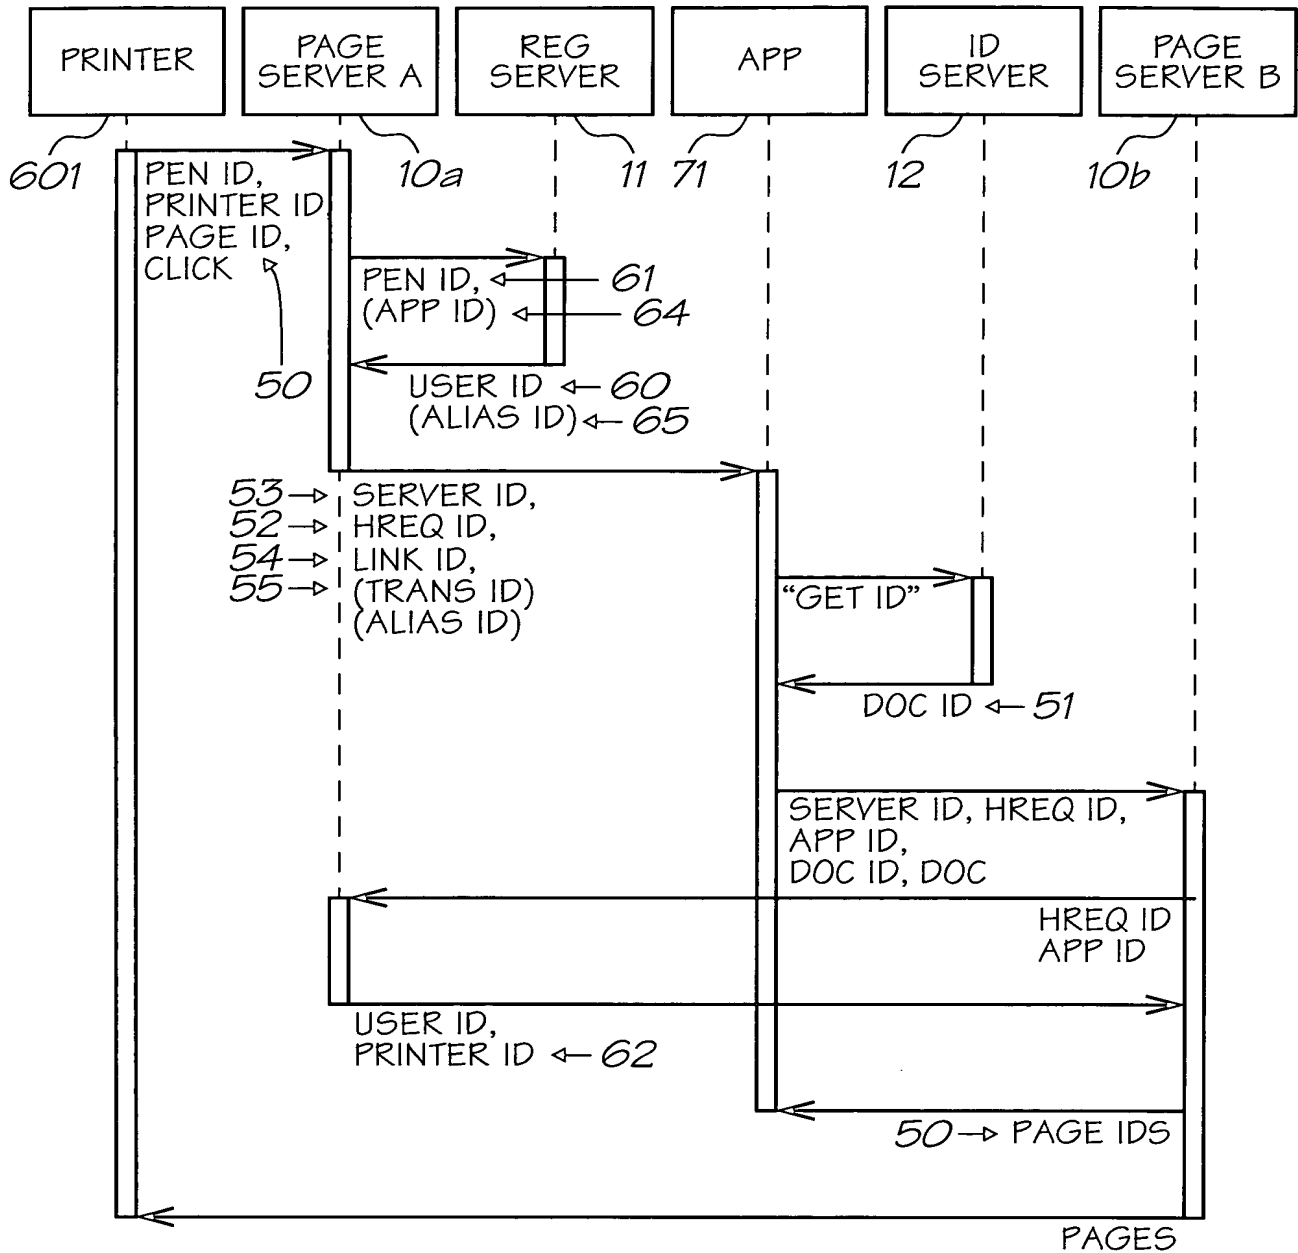 PRINTER
PAGE
SERVER A
REG
SERVER
APP
ID
SERVER
PAGE
SERVER B
601
10a
11
71
12
10b
PEN ID,
PRINTER ID
PAGE ID,
CLICK
50
PEN ID,
61
(APP ID)
64
USER ID
60
(ALIAS ID)
65
53
SERVER ID,
52
HREQ ID,
54
LINK ID,
55
(TRANS ID)
(ALIAS ID)
“GET ID”
DOC ID
51
SERVER ID, HREQ ID,
APP ID,
DOC ID, DOC
HREQ ID
APP ID
USER ID,
PRINTER ID
62
50
PAGE IDS
PAGES